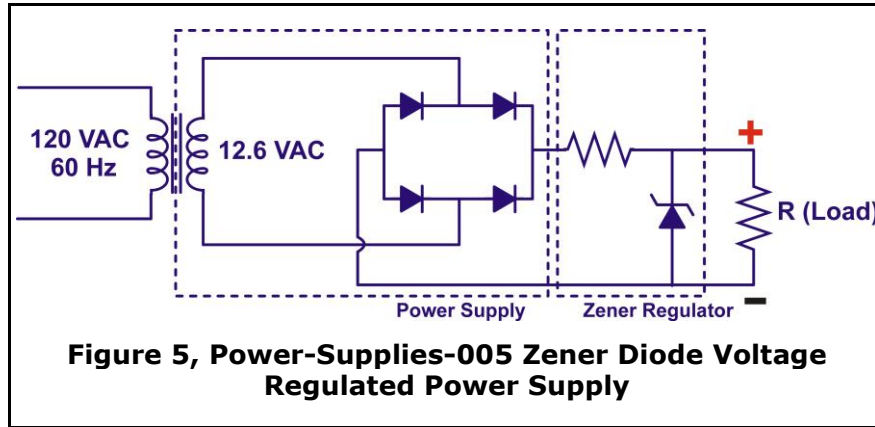 120 VAC
60 Hz
12.6 VAC
+
R (Load)
-
Power Supply
Zener Regulator
Figure 5, Power-Supplies-005 Zener Diode Voltage
Regulated Power Supply